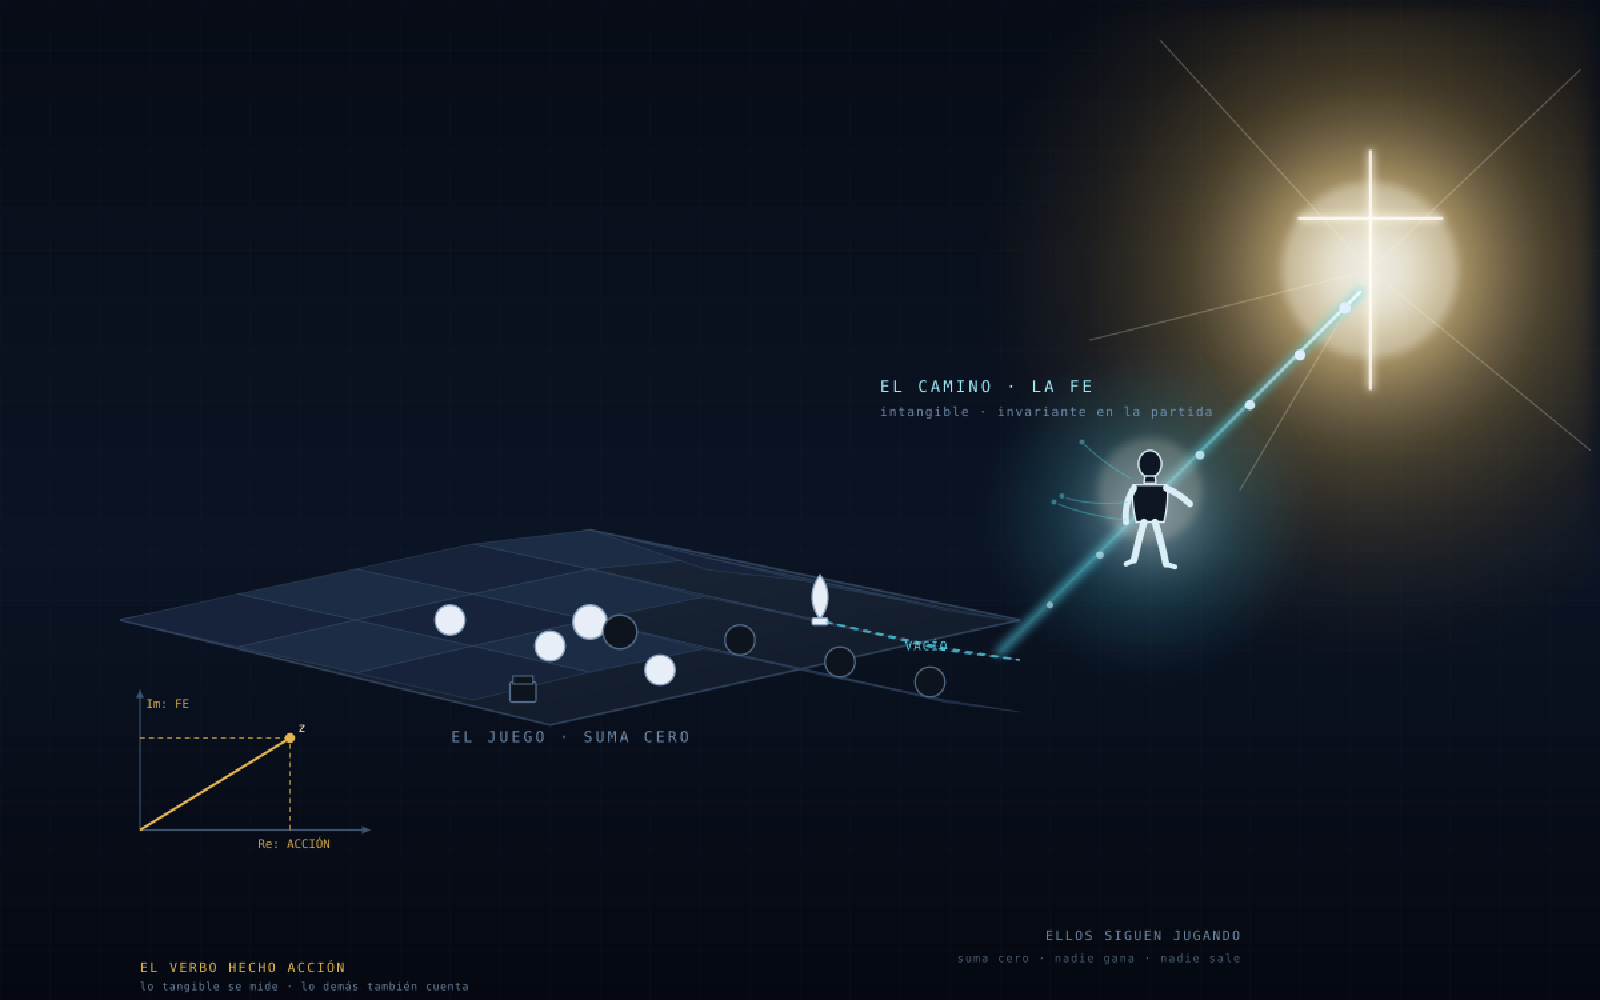 EL CAMINO · LA FE
intangible · invariante en la partida
VACÍO
Im: FE
z
EL JUEGO · SUMA CERO
Re: ACCIÓN
ELLOS SIGUEN JUGANDO
suma cero · nadie gana · nadie sale
EL VERBO HECHO ACCIÓN
lo tangible se mide · lo demás también cuenta